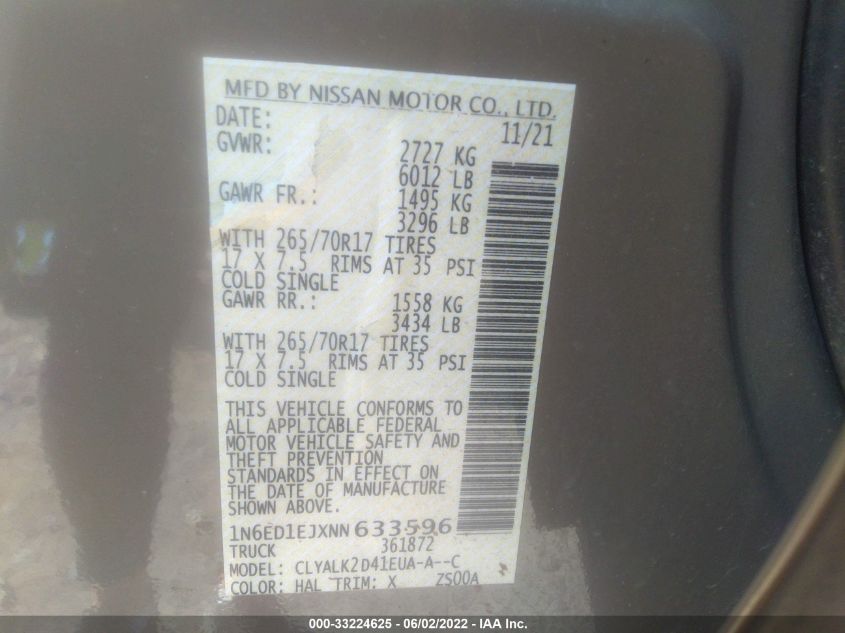 MFD BY NISSAN MOTOR CO., LTD.
DATE: 11/21
GVWR: 2727 KG
6012 LB
GAWR FR.: 1495 KG
3296 LB
WITH 265/70R17 TIRES
17 X 7.5 RIMS AT 35 PSI
COLD SINGLE
GAWR RR.: 1558 KG
3434 LB
WITH 265/70R17 TIRES
17 X 7.5 RIMS AT 35 PSI
COLD SINGLE
THIS VEHICLE CONFORMS TO
ALL APPLICABLE FEDERAL
MOTOR VEHICLE SAFETY AND
THEFT PREVENTION
STANDARDS IN EFFECT ON
THE DATE OF MANUFACTURE
SHOWN ABOVE.
1N6ED1EJXNN633596
TRUCK 361872
MODEL: CLYALK2D41EUA-A--C
COLOR: HAL TRIM: X ZS00A
000-33224625 - 06/02/2022 - IAA Inc.